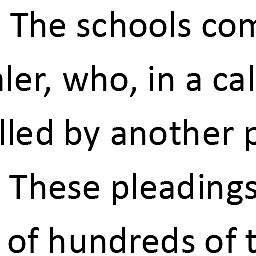 The schools com
ler, who, in a cal
lled by another p
These pleadings
of hundreds of t